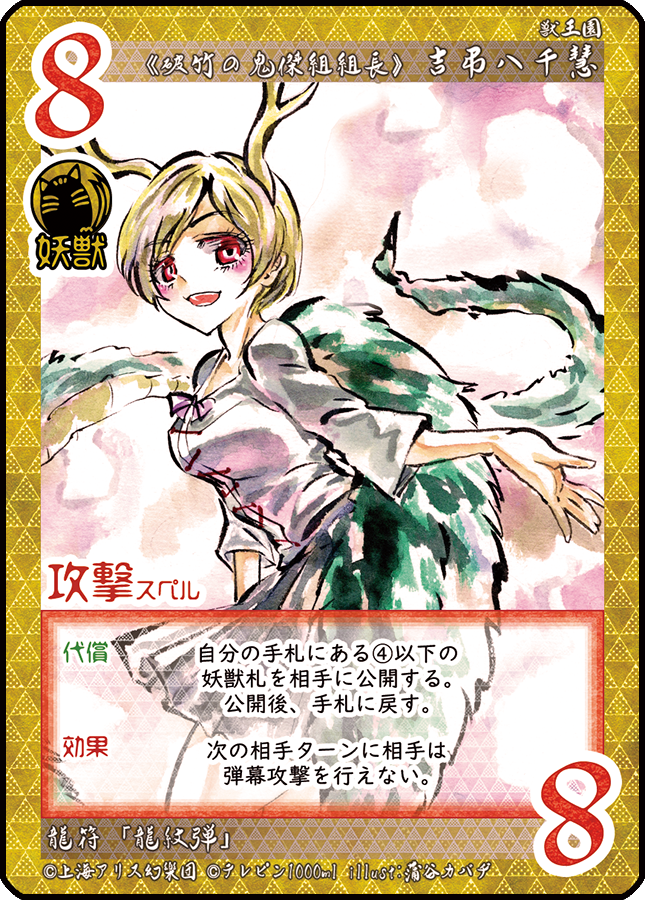 獣王園
8
《破竹の鬼傑組組長》 吉弔八千慧
妖獣
攻撃スペル
代償
自分の手札にある④以下の
妖獣札を相手に公開する。
公開後、手札に戻す。
効果
次の相手ターンに相手は
弾幕攻撃を行えない。
8
龍符「龍紋弾」
©上海アリス幻樂団 ©テレピン1000ml illust:蒲谷カバヂ